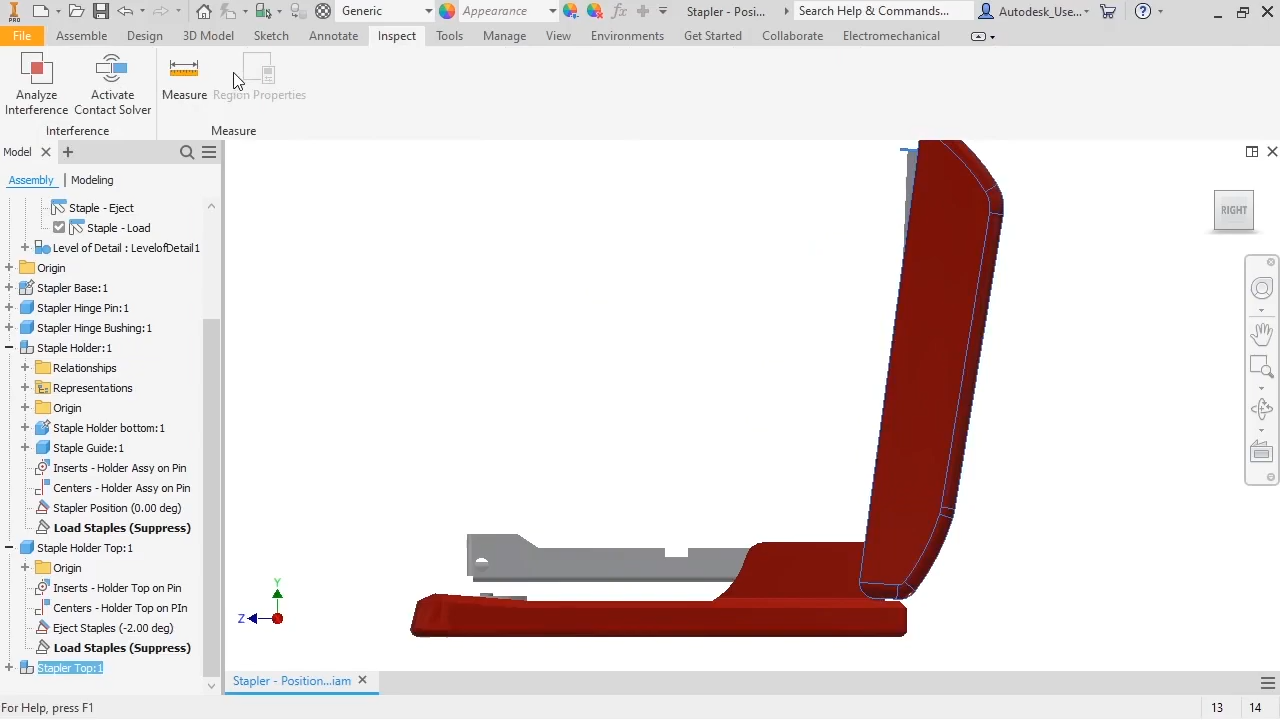 PRO
Generic
Appearance
fx
Stapler - Posi...
Search Help & Commands...
Autodesk_Use...
File
Assemble
Design
3D Model
Sketch
Annotate
Inspect
Tools
Manage
View
Environments
Get Started
Collaborate
Electromechanical
Analyze
Interference
Activate
Contact Solver
Measure
Region Properties
Interference
Measure
Model
Assembly
Modeling
Staple - Eject
Staple - Load
Level of Detail : LevelofDetail1
Origin
Stapler Base:1
Stapler Hinge Pin:1
Stapler Hinge Bushing:1
Staple Holder:1
Relationships
Representations
Origin
Staple Holder bottom:1
Staple Guide:1
Inserts - Holder Assy on Pin
Centers - Holder Assy on Pin
Stapler Position (0.00 deg)
Load Staples (Suppress)
Staple Holder Top:1
Origin
Inserts - Holder Top on Pin
Centers - Holder Top on PIn
Eject Staples (-2.00 deg)
Load Staples (Suppress)
Stapler Top:1
RIGHT
Y
Z
Stapler - Position...iam
For Help, press F1
13
14